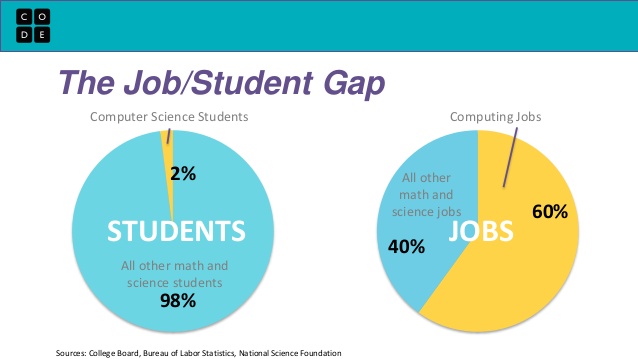 C O
D E
The Job/Student Gap
Computer Science Students
2%
STUDENTS
All other math and
science students
98%
Computing Jobs
All other
math and
science jobs
60%
JOBS
40%
Sources: College Board, Bureau of Labor Statistics, National Science Foundation